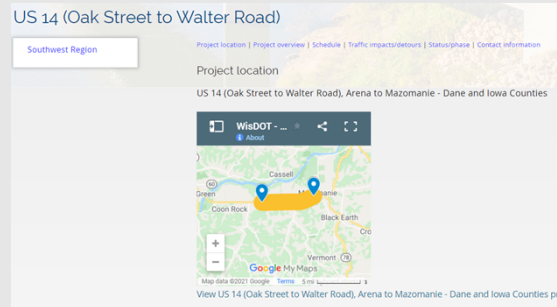 US 14 (Oak Street to Walter Road)
Southwest Region
Project location | Project overview | Schedule | Traffic impacts/detours | Status/phase | Contact information
Project location
US 14 (Oak Street to Walter Road), Arena to Mazomanie - Dane and Iowa Counties
WisDOT - ...
About
Cassell
60
Green
Coon Rock
Black Earth
Cro
Vermont
78
+
−
Google My Maps
Map data ©2021 Google Terms 5 mi
View US 14 (Oak Street to Walter Road), Arena to Mazomanie - Dane and Iowa Counties p